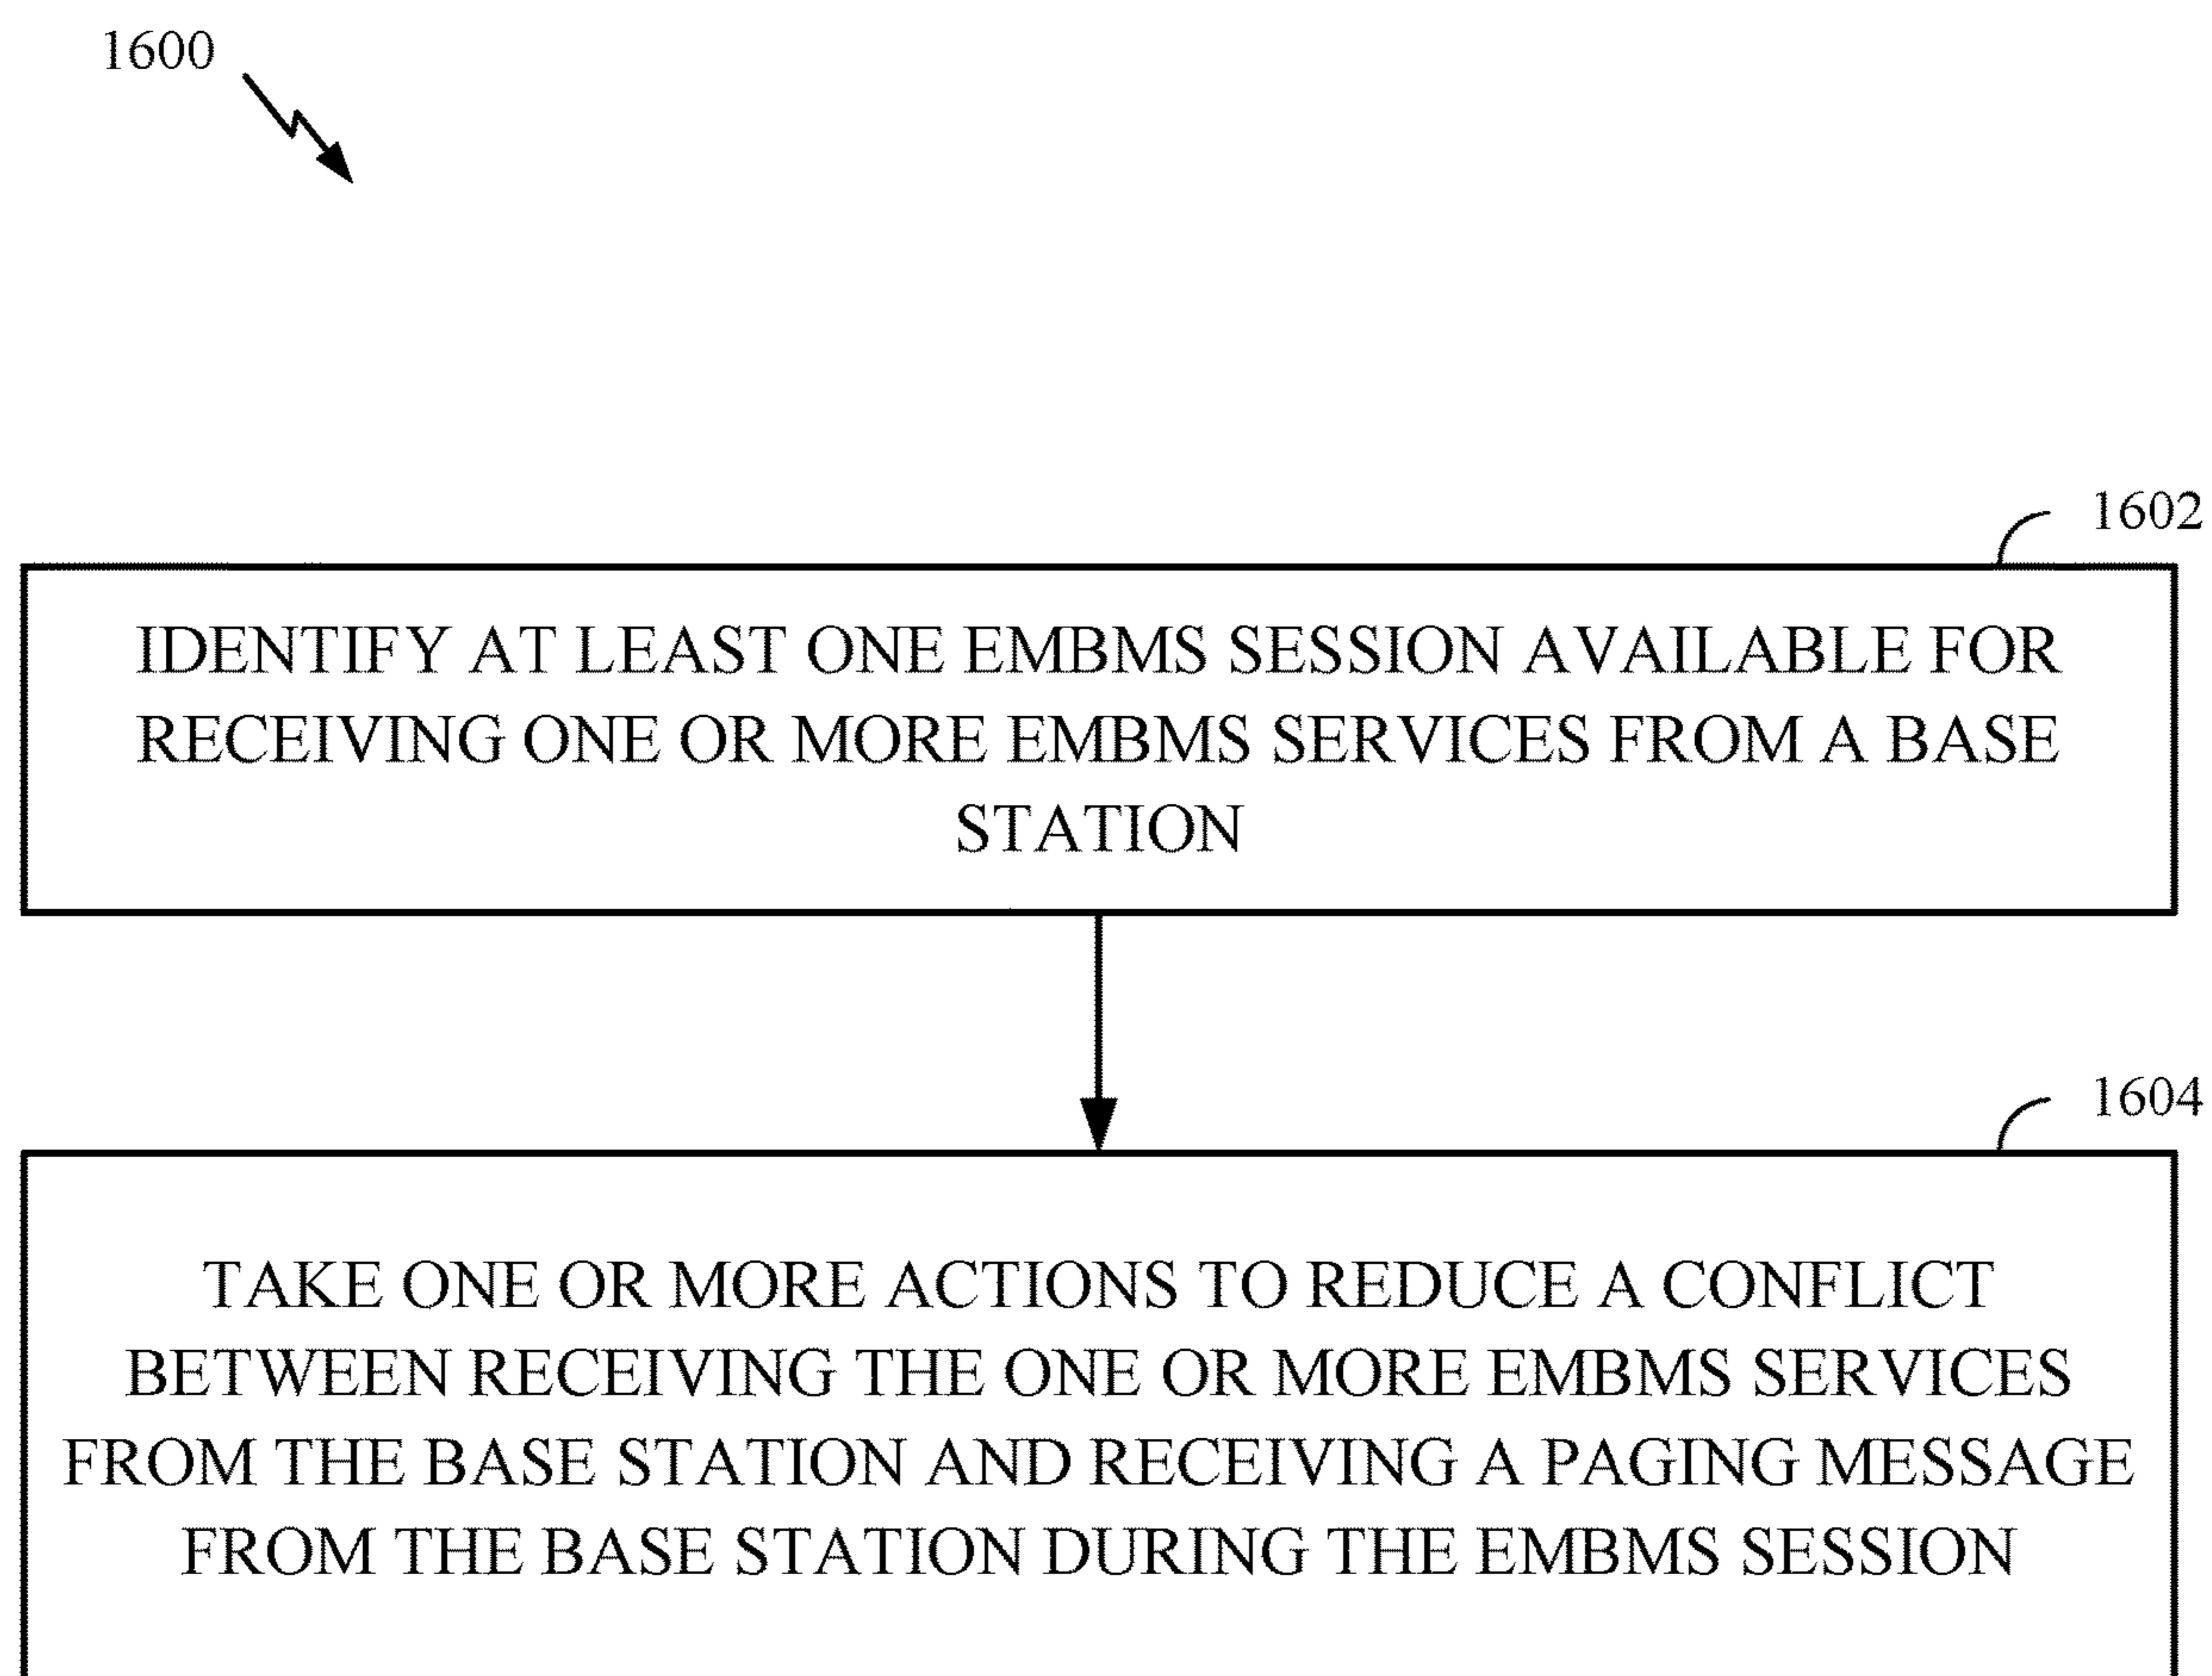 1600
1602
IDENTIFY AT LEAST ONE EMBMS SESSION AVAILABLE FOR
RECEIVING ONE OR MORE EMBMS SERVICES FROM A BASE
STATION
1604
TAKE ONE OR MORE ACTIONS TO REDUCE A CONFLICT
BETWEEN RECEIVING THE ONE OR MORE EMBMS SERVICES
FROM THE BASE STATION AND RECEIVING A PAGING MESSAGE
FROM THE BASE STATION DURING THE EMBMS SESSION